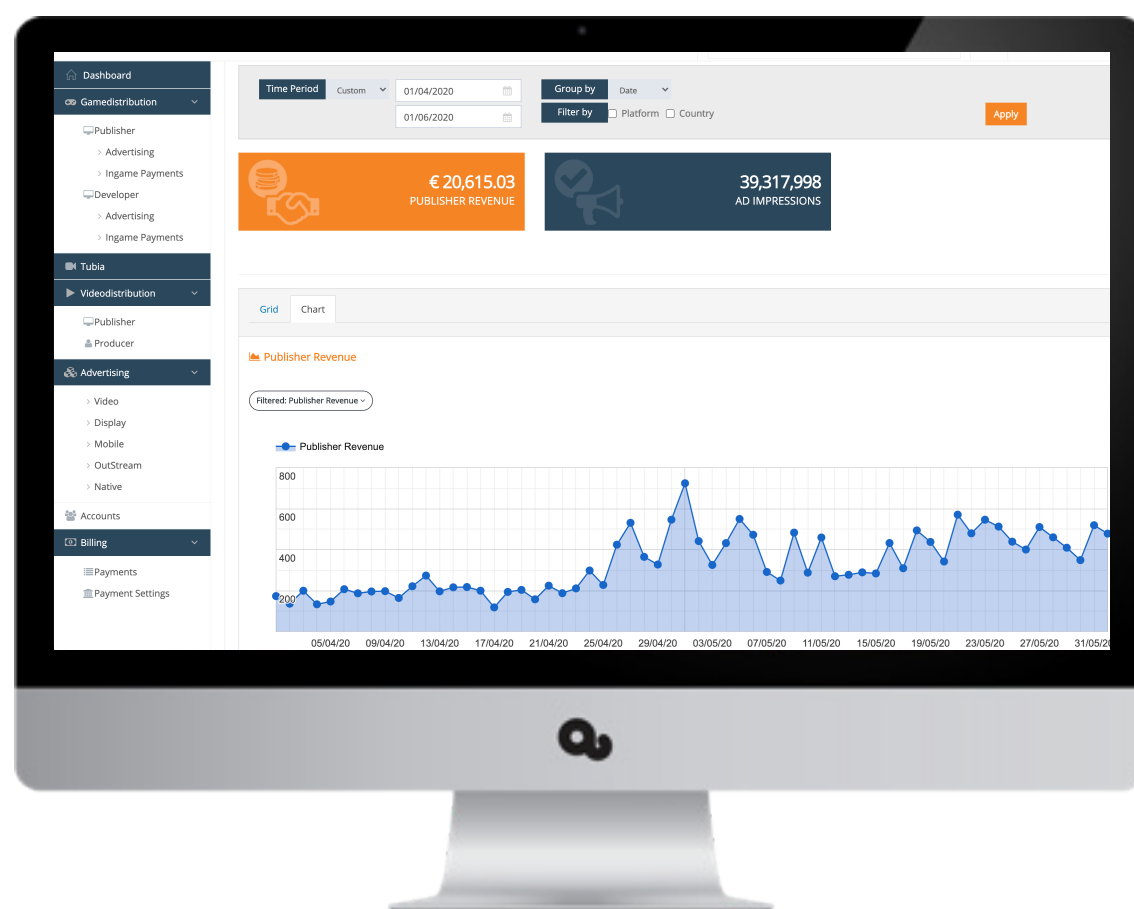 Dashboard
Gamedistribution
Publisher
Advertising
Ingame Payments
Developer
Advertising
Ingame Payments
Tubia
Videodistribution
Publisher
Producer
Advertising
Video
Display
Mobile
OutStream
Native
Accounts
Billing
Payments
Payment Settings
Time Period Custom 01/04/2020 Group by Date
01/06/2020 Filter by Platform Country
Apply
€ 20,615.03
PUBLISHER REVENUE
39,317,998
AD IMPRESSIONS
Grid Chart
Publisher Revenue
Filtered: Publisher Revenue
Publisher Revenue
800
600
400
200
05/04/20 09/04/20 13/04/20 17/04/20 21/04/20 25/04/20 29/04/20 03/05/20 07/05/20 11/05/20 15/05/20 19/05/20 23/05/20 27/05/20 31/05/20